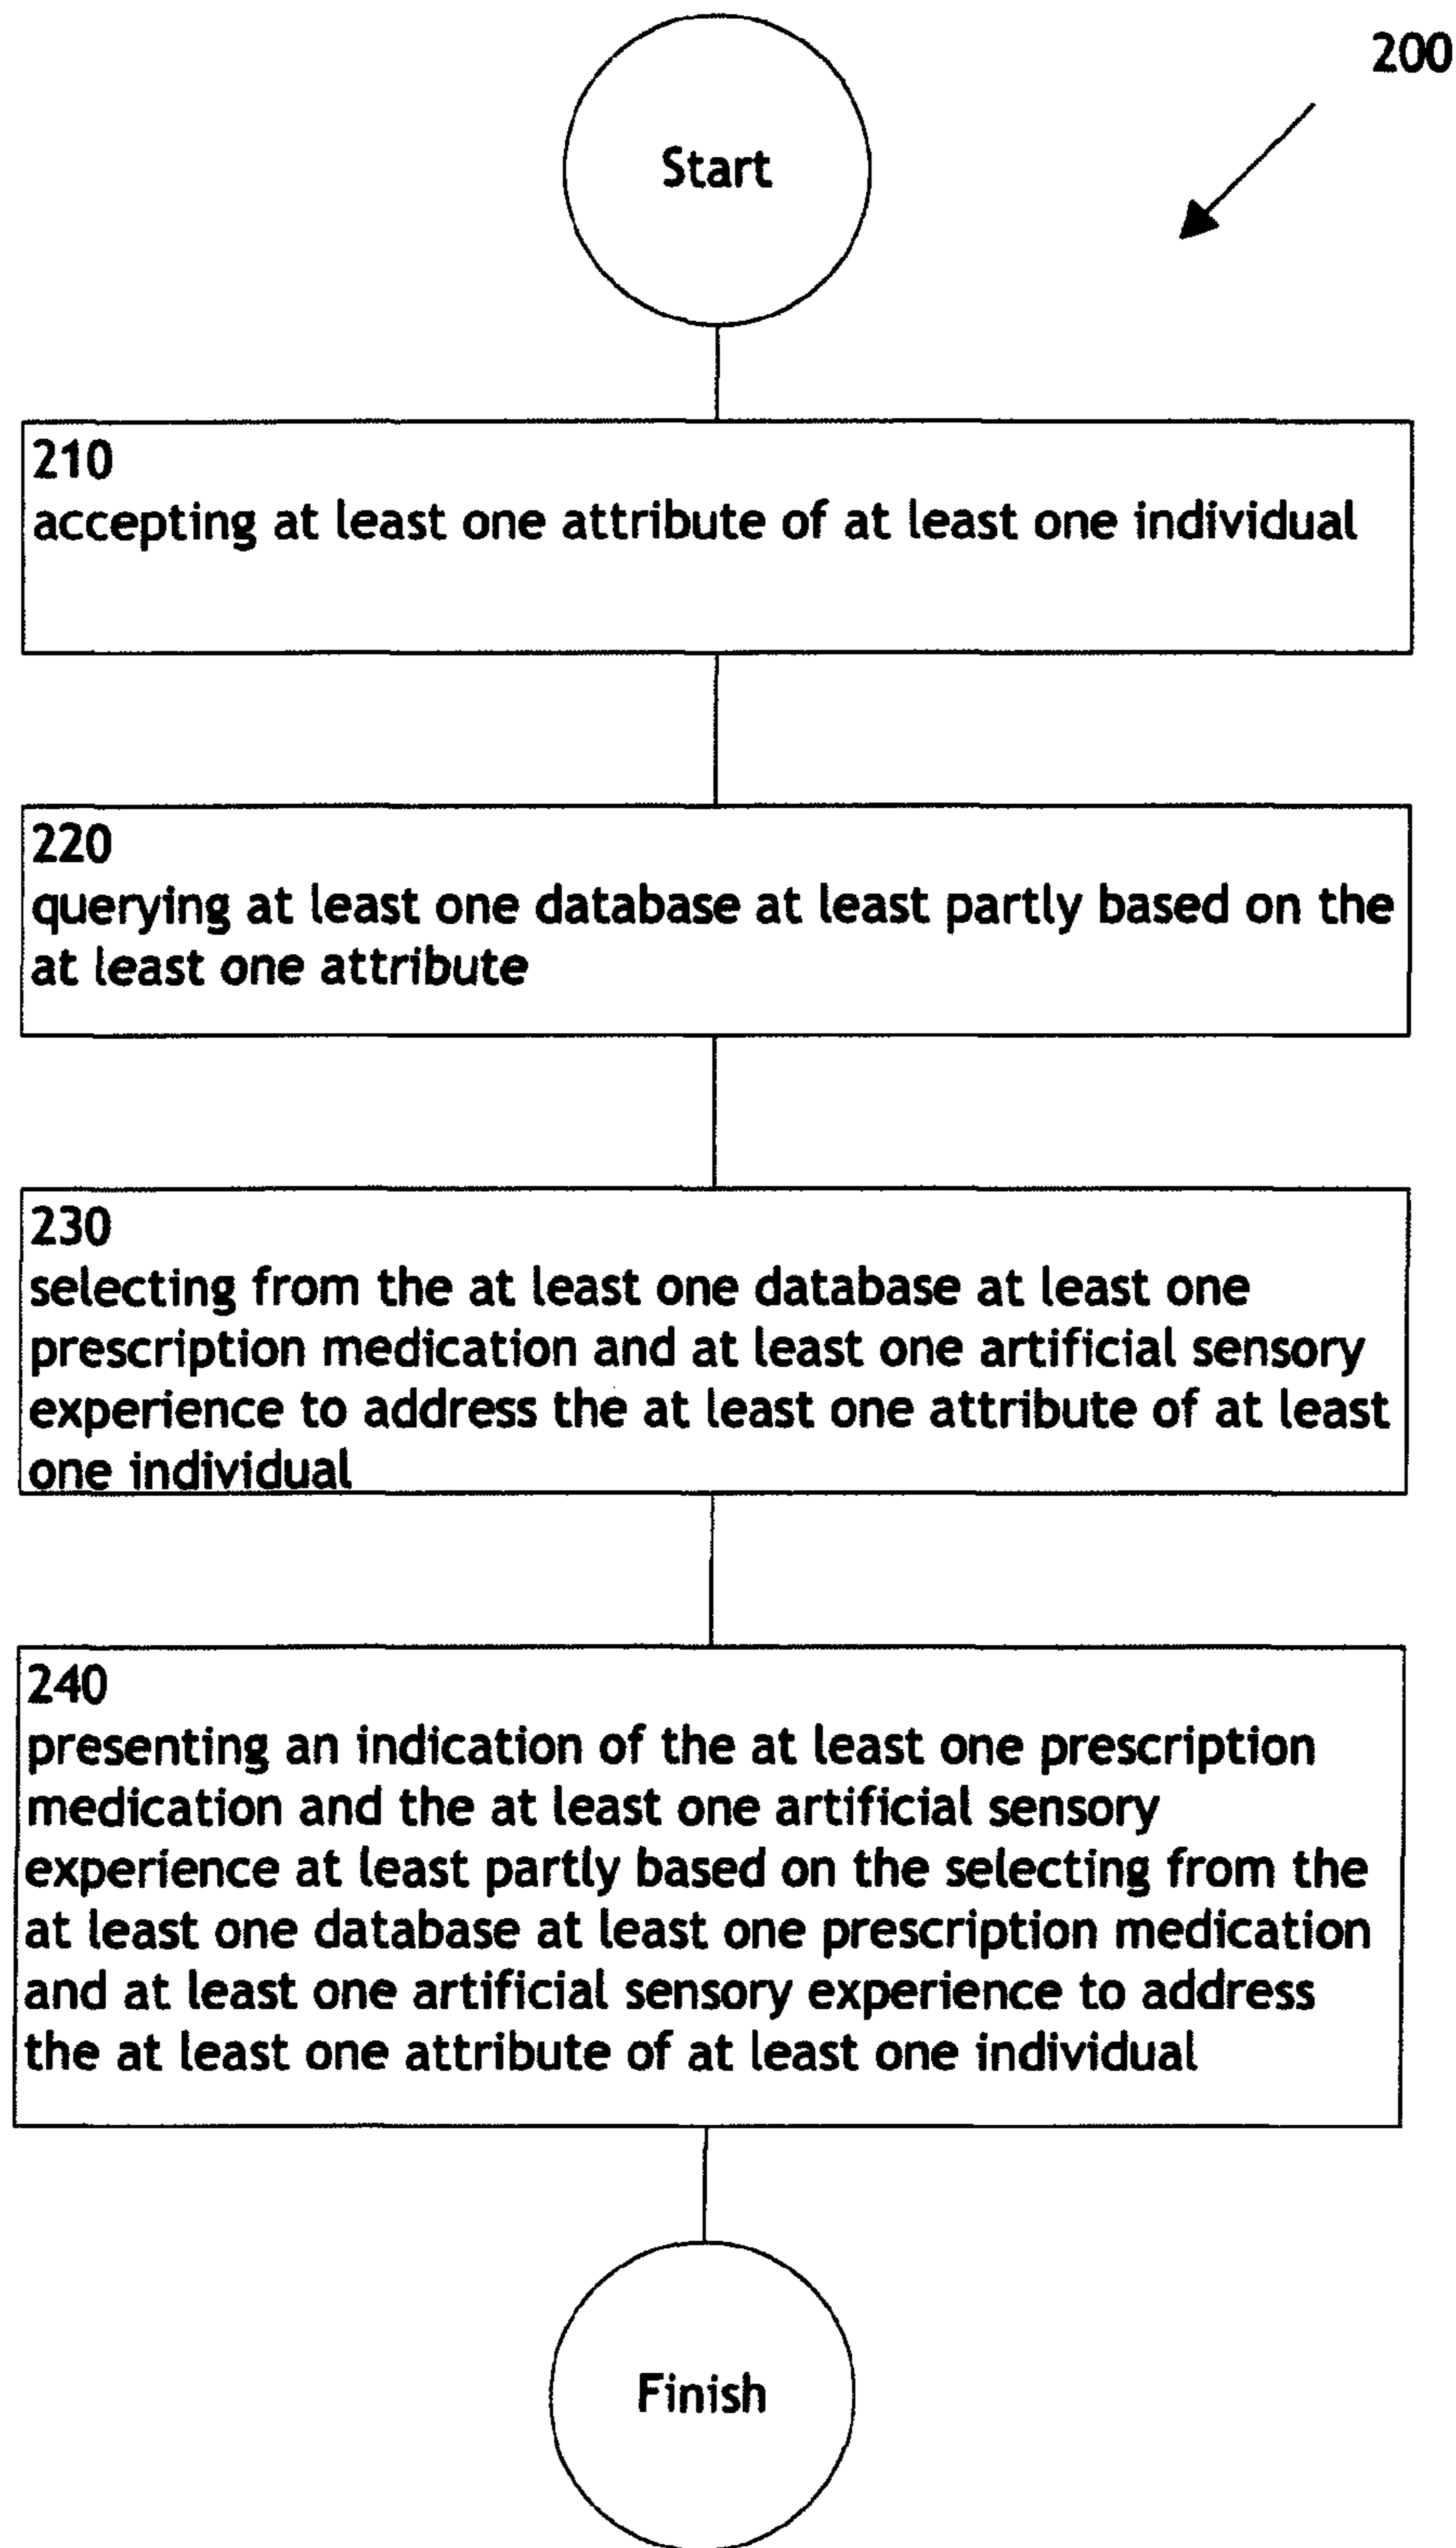 200
Start
210
accepting at least one attribute of at least one individual
220
querying at least one database at least partly based on the
at least one attribute
230
selecting from the at least one database at least one
prescription medication and at least one artificial sensory
experience to address the at least one attribute of at least
one individual
240
presenting an indication of the at least one prescription
medication and the at least one artificial sensory
experience at least partly based on the selecting from the
at least one database at least one prescription medication
and at least one artificial sensory experience to address
the at least one attribute of at least one individual
Finish